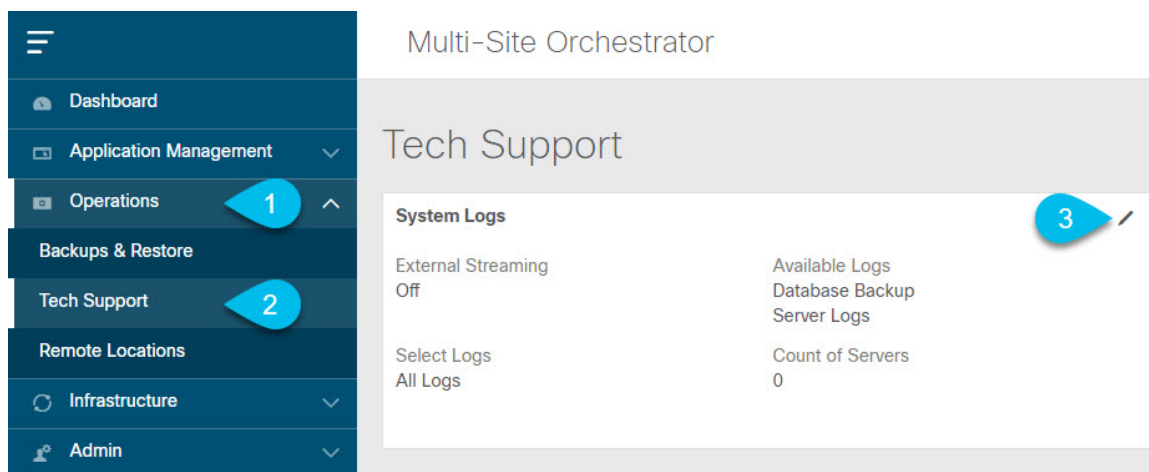 Multi-Site Orchestrator
Dashboard
Application Management
Operations
1
Backups & Restore
Tech Support
2
Remote Locations
Infrastructure
Admin
Tech Support
System Logs
3
External Streaming
Off
Available Logs
Database Backup
Server Logs
Select Logs
All Logs
Count of Servers
0